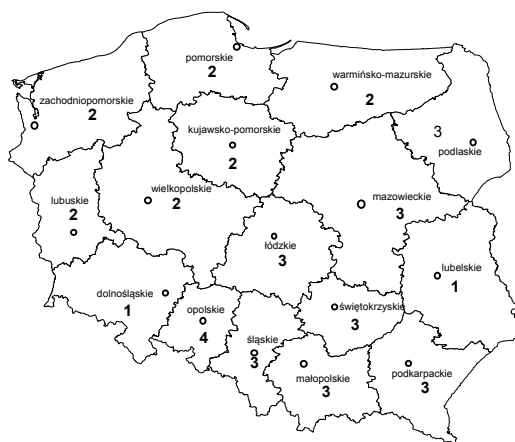 pomorskie
2
warmińsko-mazurskie
2
zachodniopomorskie
2
kujawsko-pomorskie
2
3
podlaskie
lubuskie
2
wielkopolskie
2
mazowieckie
3
łódzkie
3
lubelskie
1
dolnośląskie
1
opolskie
4
świętokrzyskie
3
śląskie
3
małopolskie
3
podkarpackie
3